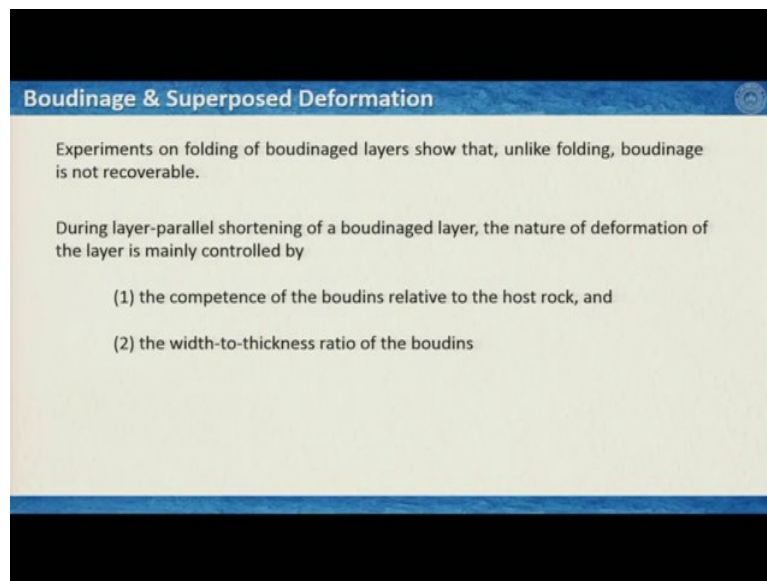 Boudinage & Superposed Deformation
Experiments on folding of boudinaged layers show that, unlike folding, boudinage
is not recoverable.
During layer-parallel shortening of a boudinaged layer, the nature of deformation of
the layer is mainly controlled by
(1) the competence of the boudins relative to the host rock, and
(2) the width-to-thickness ratio of the boudins